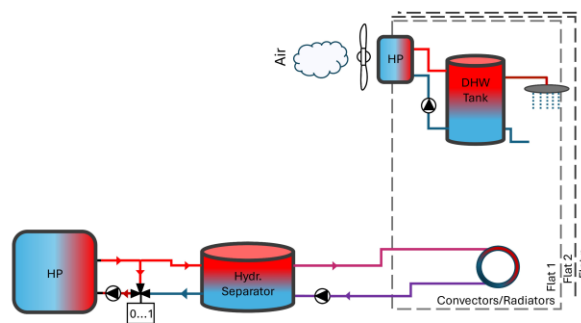 Air
HP
DHW
Tank
HP
Hydr.
Separator
0...1
Convectors/Radiators
Flat 1
Flat 2